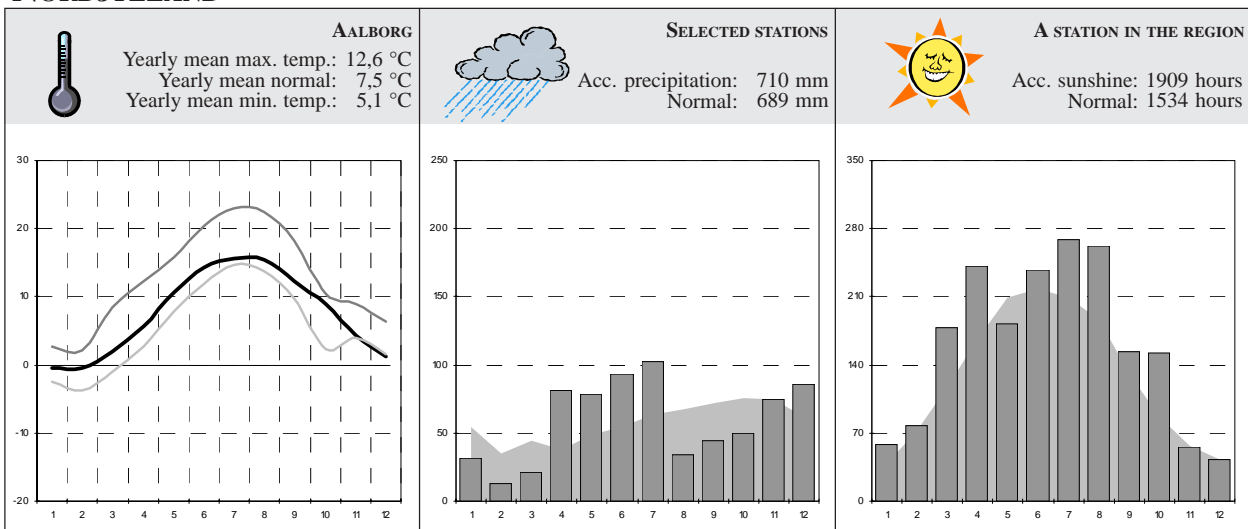 AALBORG
Yearly mean max. temp.: 12,6 °C
Yearly mean normal: 7,5 °C
Yearly mean min. temp.: 5,1 °C
30
20
10
0
-10
-20
1 2 3 4 5 6 7 8 9 10 11 12
SELECTED STATIONS
Acc. precipitation: 710 mm
Normal: 689 mm
250
200
150
100
50
0
1 2 3 4 5 6 7 8 9 10 11 12
A STATION IN THE REGION
Acc. sunshine: 1909 hours
Normal: 1534 hours
350
280
210
140
70
0
1 2 3 4 5 6 7 8 9 10 11 12